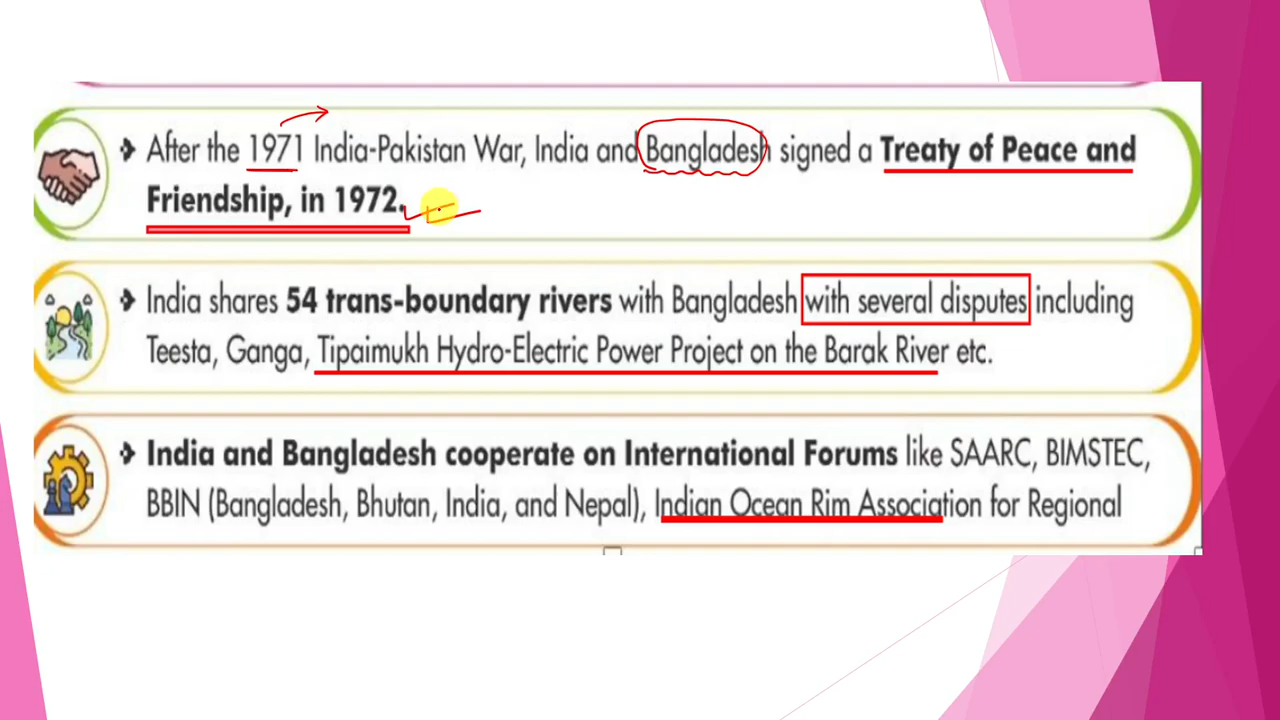 After the 1971 India-Pakistan War, India and Bangladesh signed a Treaty of Peace and
Friendship, in 1972.
India shares 54 trans-boundary rivers with Bangladesh with several disputes including
Teesta, Ganga, Tipaimukh Hydro-Electric Power Project on the Barak River etc.
India and Bangladesh cooperate on International Forums like SAARC, BIMSTEC,
BBIN (Bangladesh, Bhutan, India, and Nepal), Indian Ocean Rim Association for Regional